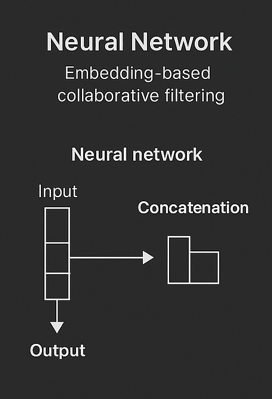 Neural Network
Embedding-based
collaborative filtering
Neural network
Input
Concatenation
Output